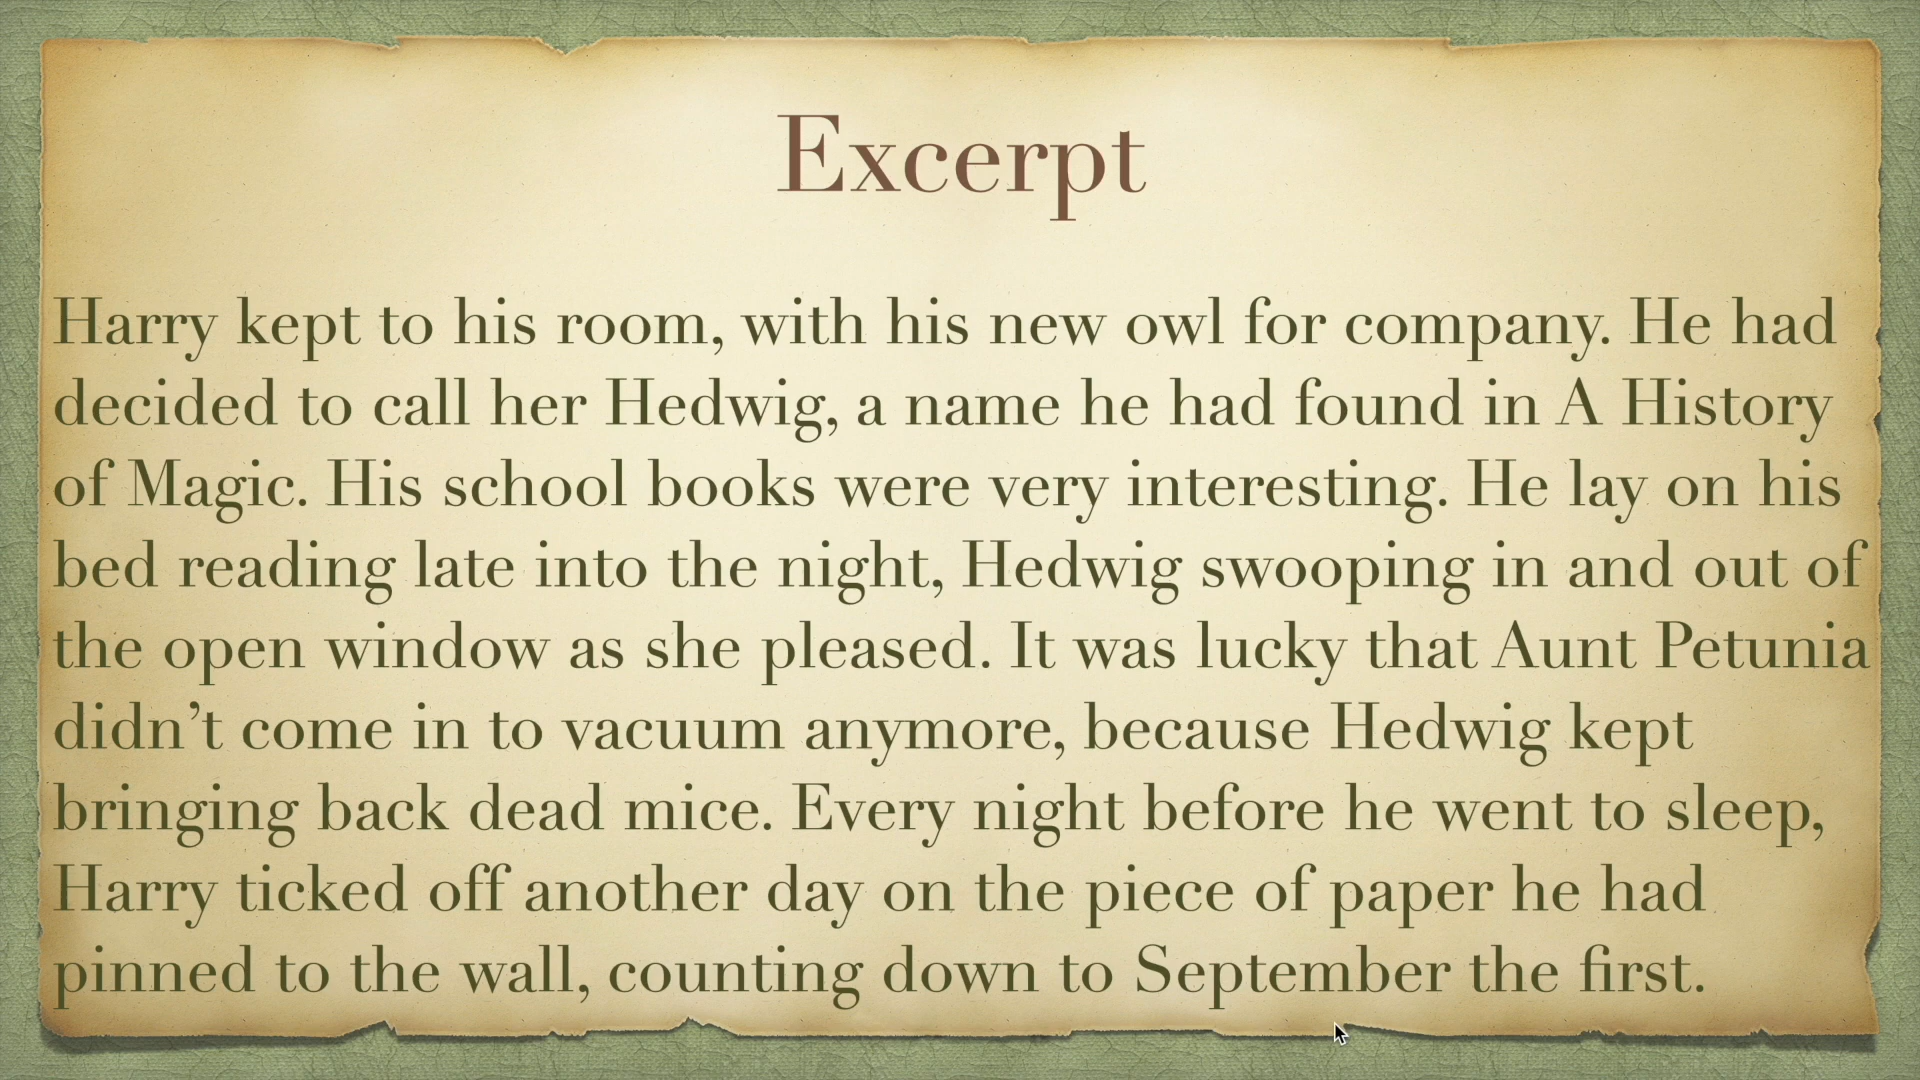 Excerpt
Harry kept to his room, with his new owl for company. He had
decided to call her Hedwig, a name he had found in A History
of Magic. His school books were very interesting. He lay on his
bed reading late into the night, Hedwig swooping in and out of
the open window as she pleased. It was lucky that Aunt Petunia
didn’t come in to vacuum anymore, because Hedwig kept
bringing back dead mice. Every night before he went to sleep,
Harry ticked off another day on the piece of paper he had
pinned to the wall, counting down to September the first.